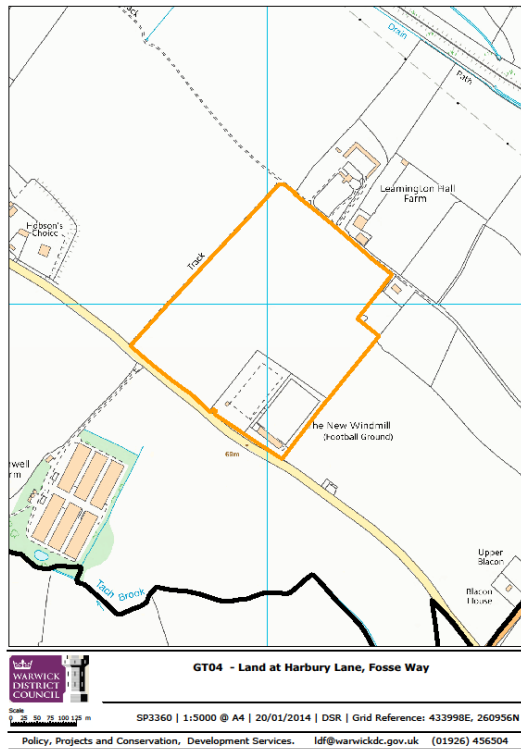 Track
Drain
Path
Leamington Hall
Farm
Hobson's
Choice
Track
The New Windmill
(Football Ground)
68m
Tach Brook
Upper
Blacon
Blacon
House
GT04 - Land at Harbury Lane, Fosse Way
WARWICK
DISTRICT
COUNCIL
Scale
0 25 50 75 100 125 m
SP3360 | 1:5000 @ A4 | 20/01/2014 | DSR | Grid Reference: 433998E, 260956N
Policy, Projects and Conservation, Development Services. ldf@warwickdc.gov.uk (01926) 456504